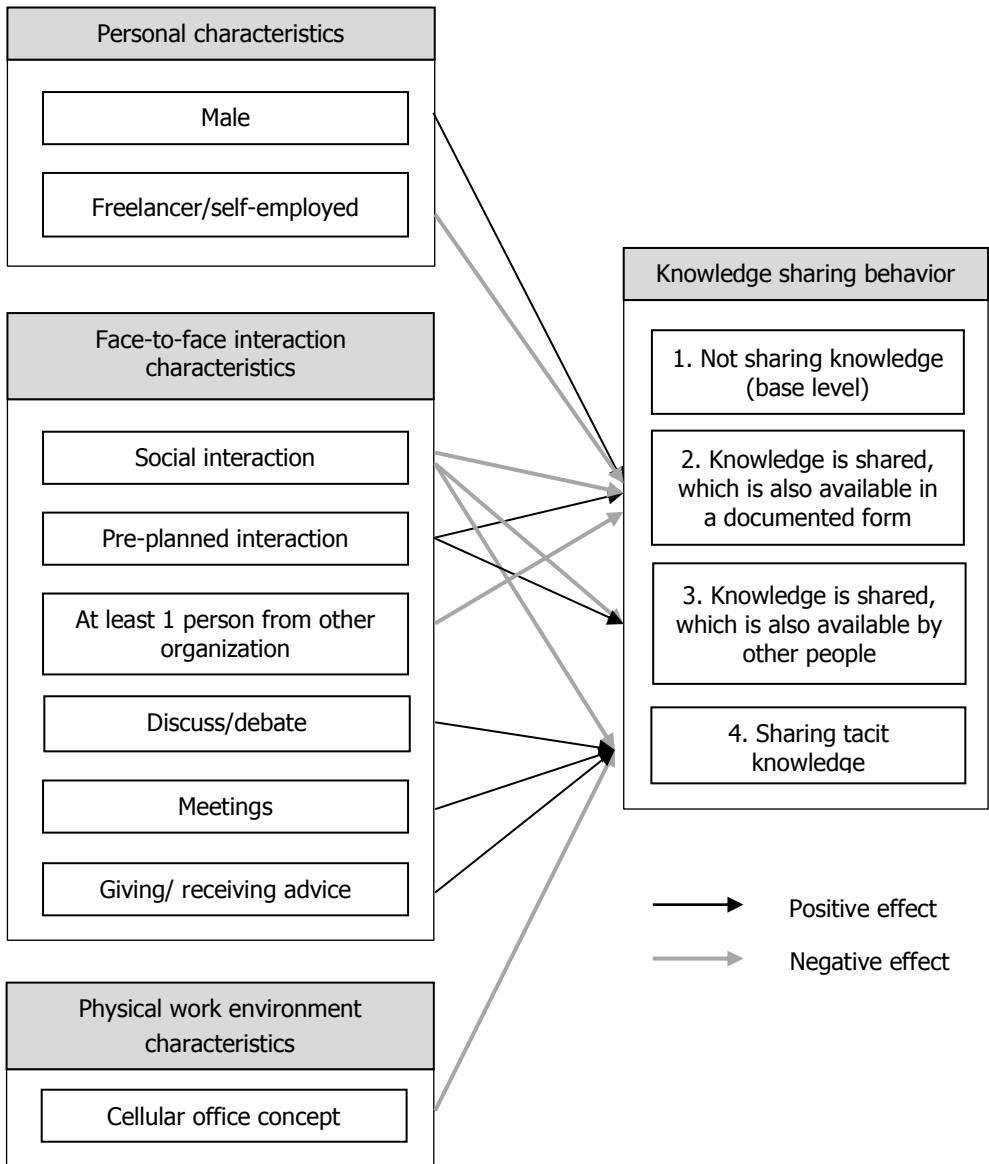 Personal characteristics
Male
Freelancer/self-employed
Face-to-face interaction
characteristics
Social interaction
Pre-planned interaction
At least 1 person from other
organization
Discuss/debate
Meetings
Giving/ receiving advice
Physical work environment
characteristics
Cellular office concept
Knowledge sharing behavior
1. Not sharing knowledge
(base level)
2. Knowledge is shared,
which is also available in
a documented form
3. Knowledge is shared,
which is also available by
other people
4. Sharing tacit
knowledge
Positive effect
Negative effect